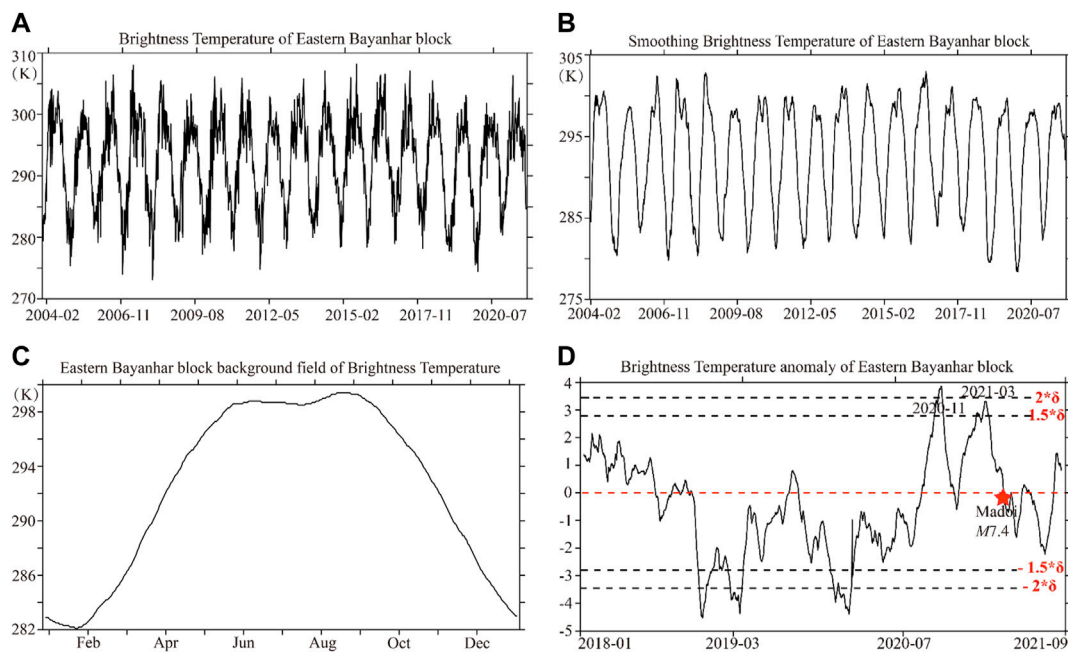 A
Brightness Temperature of Eastern Bayanhar block
310
(K)
300
290
280
270
2004-02 2006-11 2009-08 2012-05 2015-02 2017-11 2020-07
B
Smoothing Brightness Temperature of Eastern Bayanhar block
305
(K)
295
285
275
2004-02 2006-11 2009-08 2012-05 2015-02 2017-11 2020-07
C
Eastern Bayanhar block background field of Brightness Temperature
(K)
298
294
290
286
282
Feb Apr Jun Aug Oct Dec
D
Brightness Temperature anomaly of Eastern Bayanhar block
4
3
2
1
0
-1
-2
-3
-4
-5
2021-03
2020-11
2*δ
1.5*δ
Madoi
M7.4
- 1.5*δ
- 2*δ
2018-01 2019-03 2020-07 2021-09